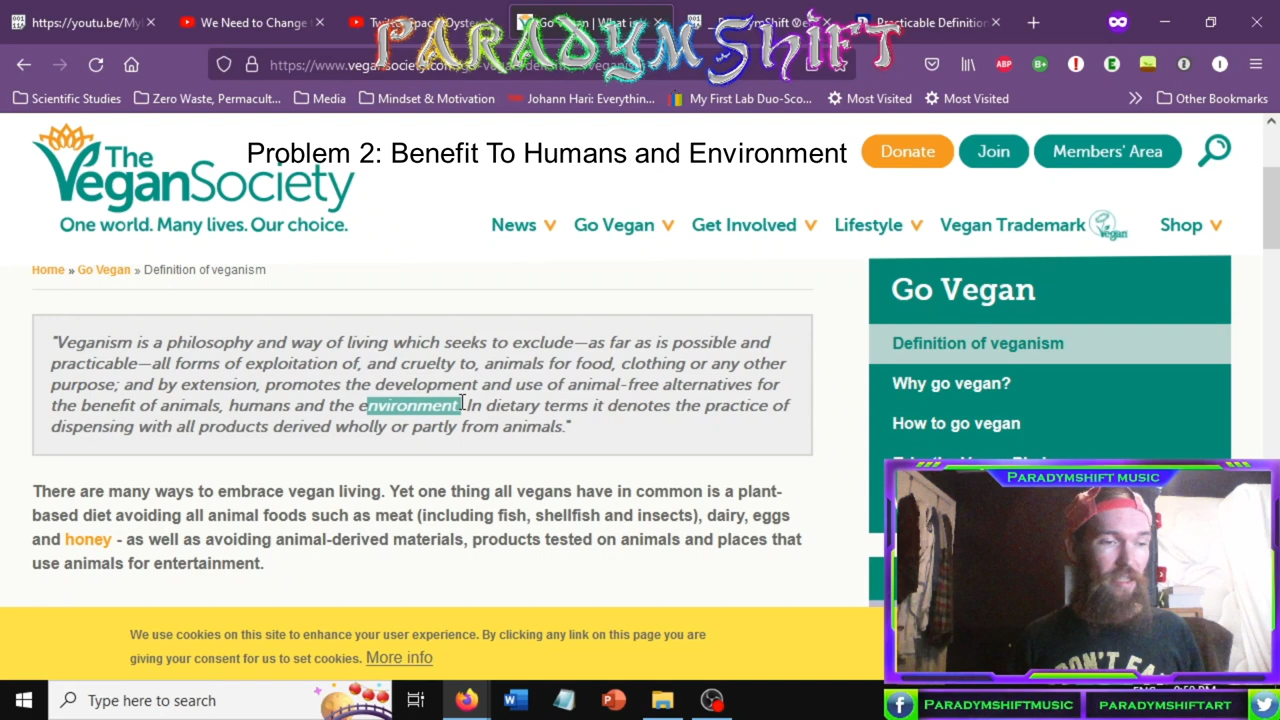 https://youtu.be/My
We Need to Change
Twit
Space
Oyste
Go Vegan | What is
ParadymShift
Practicable Definition
PARADYMSHIFT
https://www.vegansociety.com/go-vegan/definition-veganism
ABP
B+
Scientific Studies
Zero Waste, Permacult...
Media
Mindset & Motivation
Johann Hari: Everythin...
My First Lab Duo-Sco...
Most Visited
Most Visited
Other Bookmarks
The
VeganSociety
One world. Many lives. Our choice.
Problem 2: Benefit To Humans and Environment
Donate
Join
Members' Area
News
Go Vegan
Get Involved
Lifestyle
Vegan Trademark
Vegan
Shop
Home » Go Vegan » Definition of veganism
"Veganism is a philosophy and way of living which seeks to exclude—as far as is possible and
practicable—all forms of exploitation of, and cruelty to, animals for food, clothing or any other
purpose; and by extension, promotes the development and use of animal-free alternatives for
the benefit of animals, humans and the environment. In dietary terms it denotes the practice of
dispensing with all products derived wholly or partly from animals."
There are many ways to embrace vegan living. Yet one thing all vegans have in common is a plant-
based diet avoiding all animal foods such as meat (including fish, shellfish and insects), dairy, eggs
and honey - as well as avoiding animal-derived materials, products tested on animals and places that
use animals for entertainment.
Go Vegan
Definition of veganism
Why go vegan?
How to go vegan
We use cookies on this site to enhance your user experience. By clicking any link on this page you are
giving your consent for us to set cookies. More info
PARADYMSHIFT MUSIC
DON'T EA
Type here to search
PARADYMSHIFTMUSIC
PARADYMSHIFTART